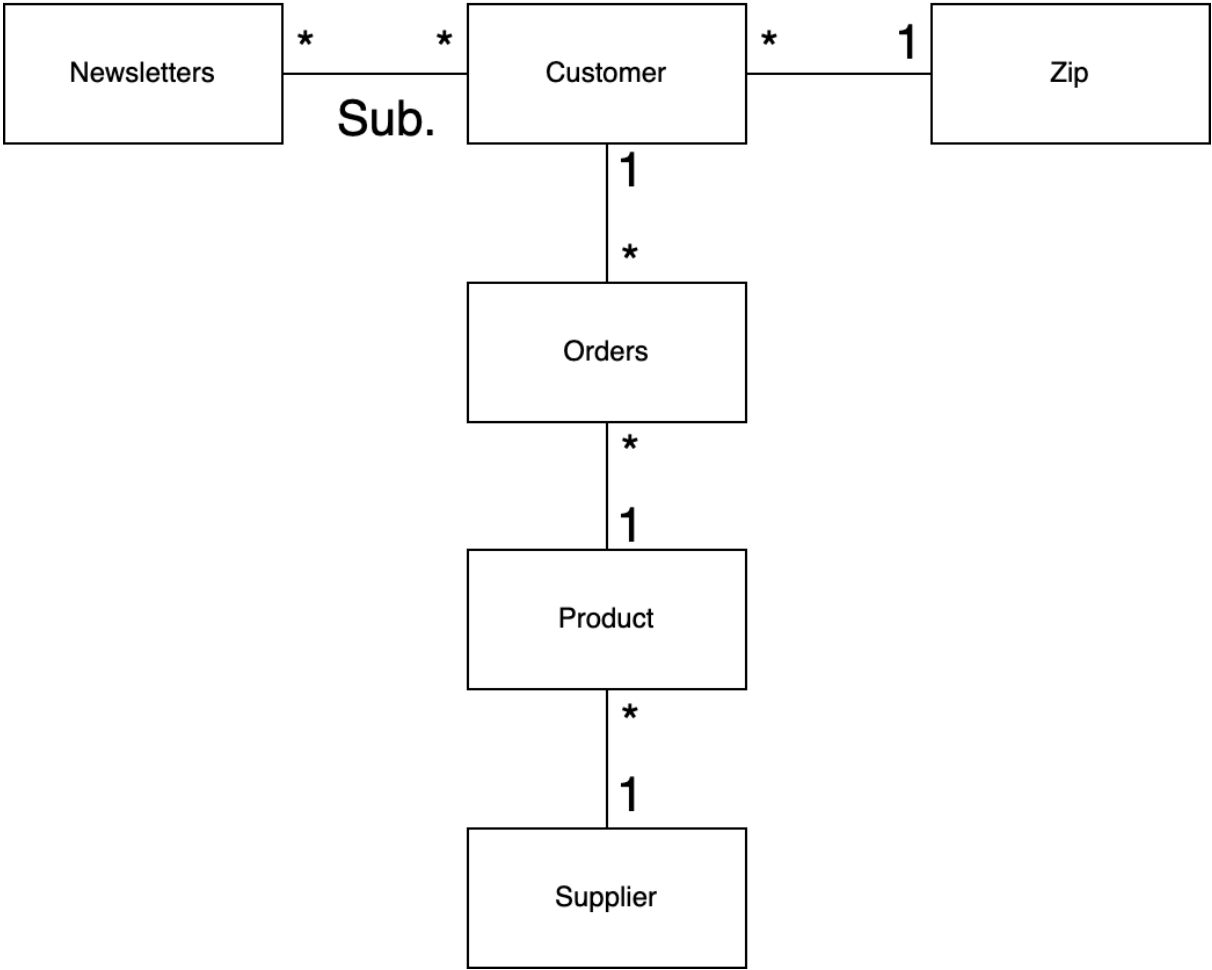 Newsletters * * Customer * 1 Zip
Sub.
1
*
Orders
*
1
Product
*
1
Supplier